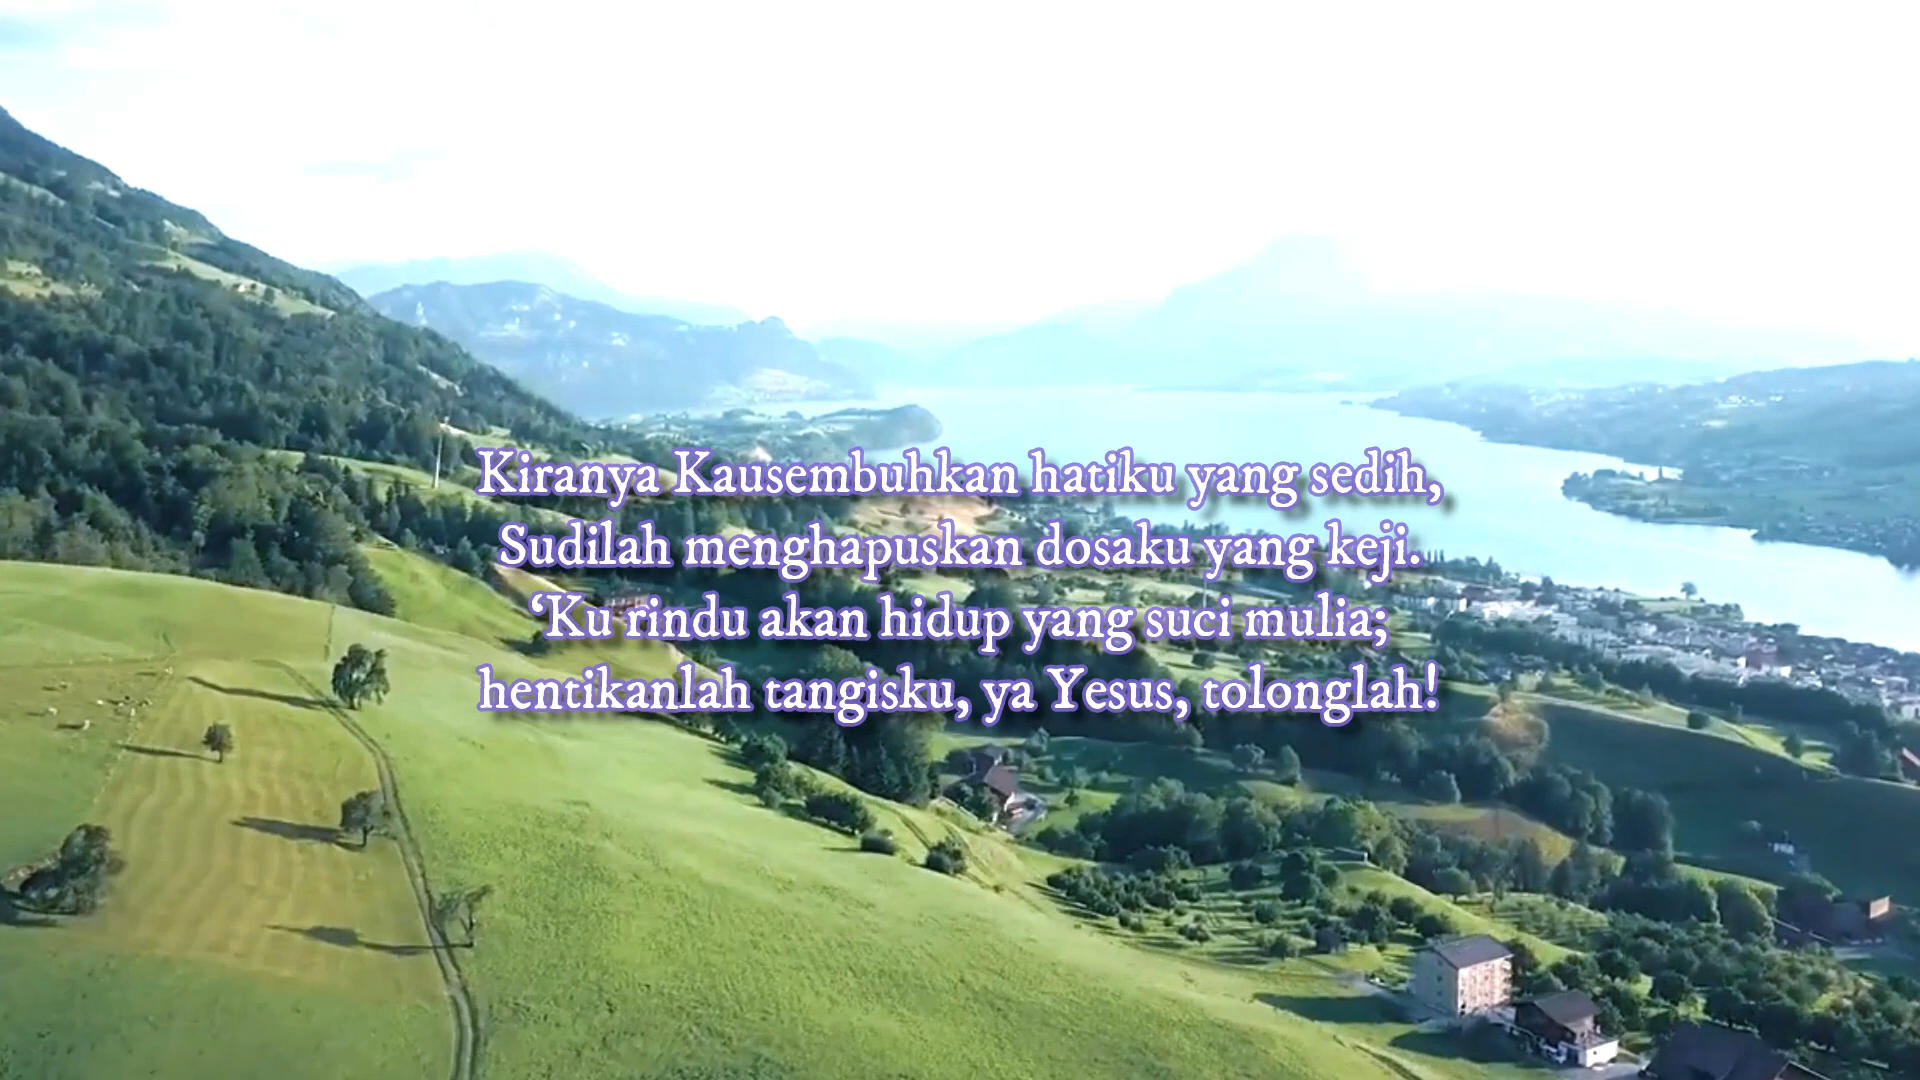 Kiranya Kausembuhkan hatiku yang sedih,
Sudilah menghapuskan dosaku yang keji.
‘Ku rindu akan hidup yang suci mulia;
hentikanlah tangisku, ya Yesus, tolonglah!